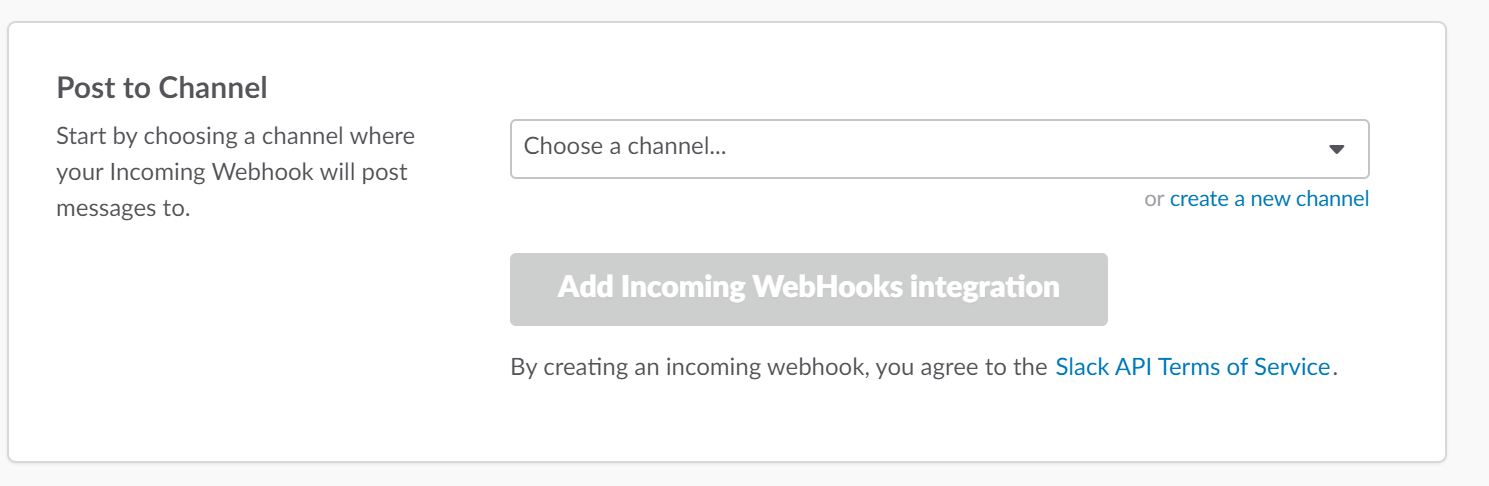 Post to Channel
Start by choosing a channel where
your Incoming Webhook will post
messages to.
Choose a channel...
or create a new channel
Add Incoming WebHooks integration
By creating an incoming webhook, you agree to the Slack API Terms of Service.